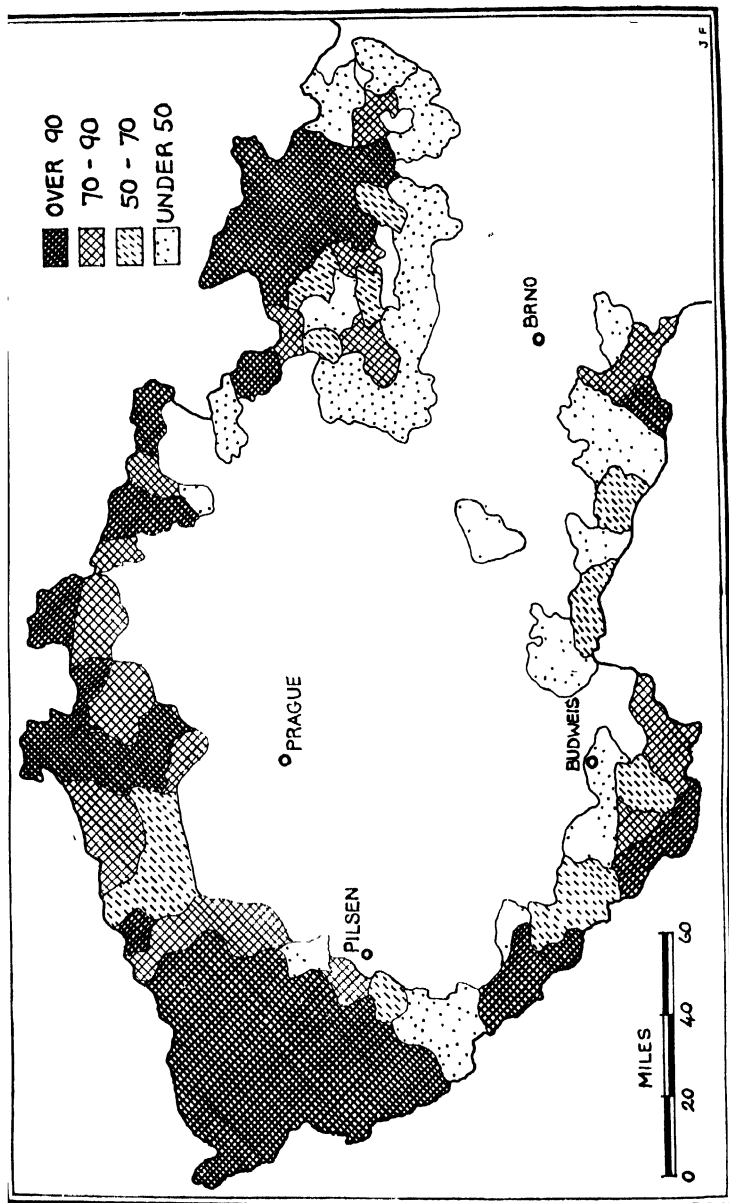 OVER 90
70 - 90
50 - 70
UNDER 50
J F
BRNO
PRAGUE
BUDWEIS
PILSEN
MILES
0 20 40 60